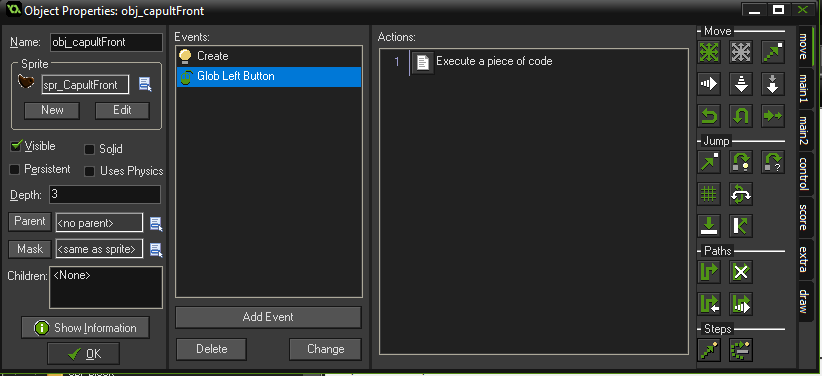 Object Properties: obj_capultFront
Name: obj_capultFront
Sprite
spr_CapultFront
New Edit
Visible Solid
Persistent Uses Physics
Depth: 3
Parent <no parent>
Mask <same as sprite>
Children: <None>
Show Information
OK
Events:
Create
Glob Left Button
Add Event
Delete Change
Actions:
1 Execute a piece of code
Move
Jump
Paths
Steps
move
main1
main2
control
score
extra
draw